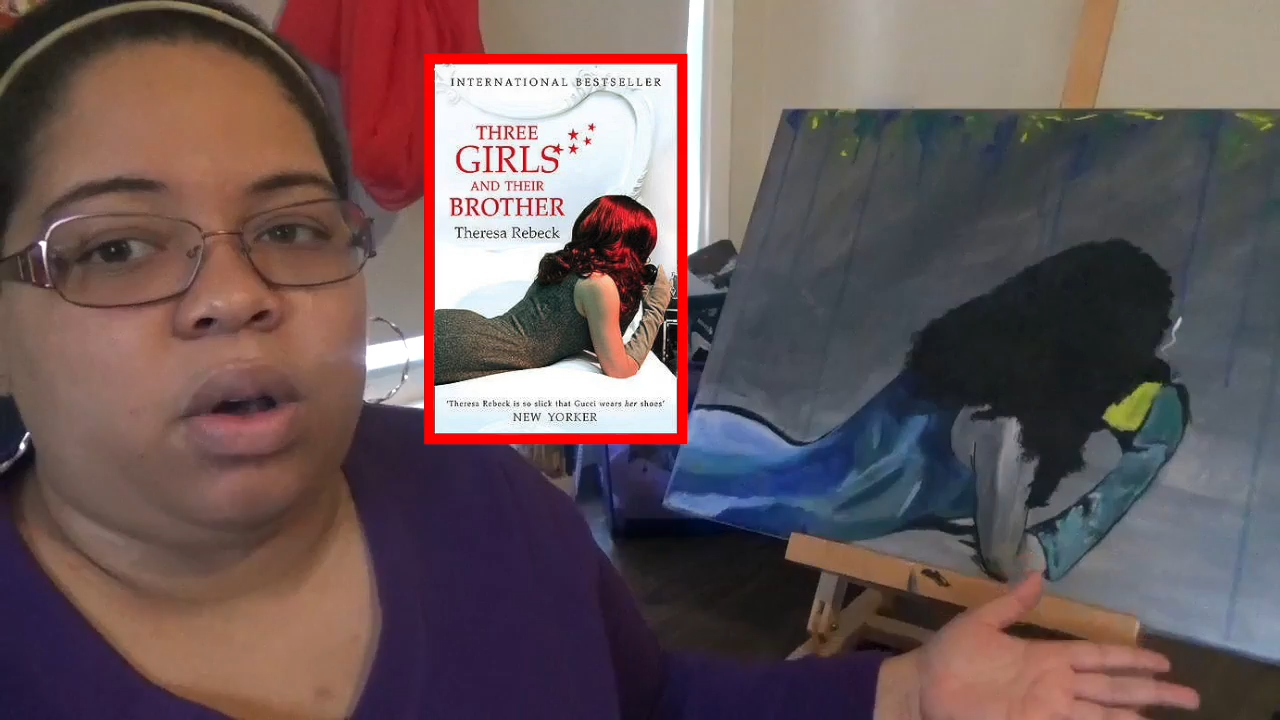 INTERNATIONAL BESTSELLER
THREE
GIRLS
AND THEIR
BROTHER
Theresa Rebeck
'Theresa Rebeck is so slick that Gucci wears her shoes'
NEW YORKER